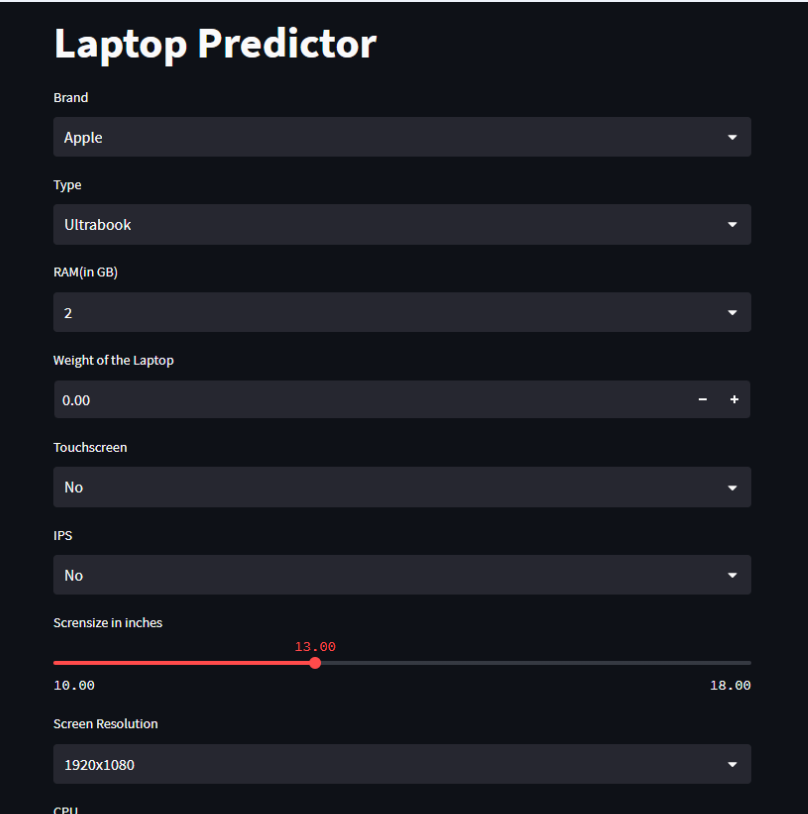 Laptop Predictor
Brand
Apple
Type
Ultrabook
RAM(in GB)
2
Weight of the Laptop
0.00
Touchscreen
No
IPS
No
Scrensize in inches
13.00
10.00 18.00
Screen Resolution
1920x1080
CPU